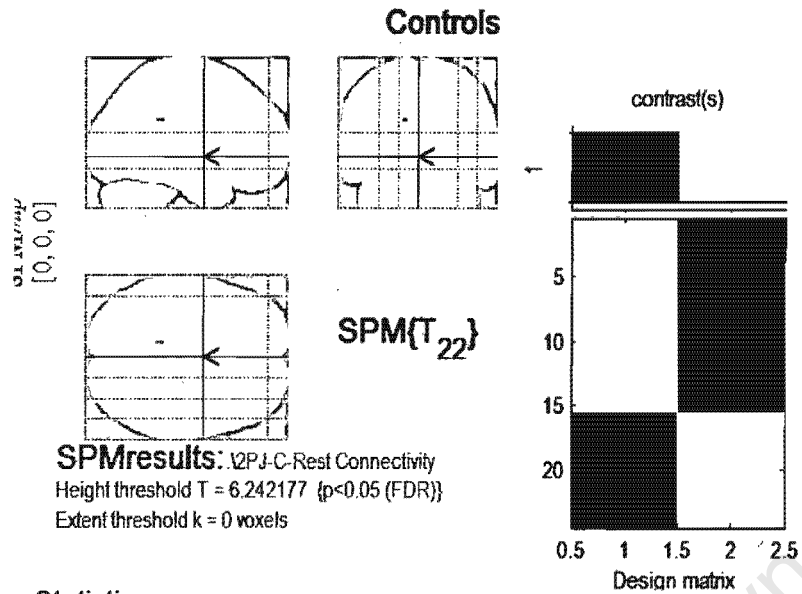 Controls
contrast(s)
1
[0, 0, 0]
5
10
15
20
SPM{T22}
SPMresults: .\2PJ-C-Rest Connectivity
Height threshold T = 6.242177 {p<0.05 (FDR)}
Extent threshold k = 0 voxels
0.5 1 1.5 2 2.5
Design matrix